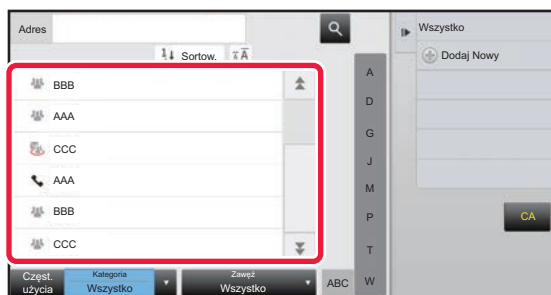 Adres
Sortow.
BBB
AAA
CCC
AAA
BBB
CCC
A
D
G
J
M
P
T
W
Częst.
użycia
Kategoria
Wszystko
Zawęź
Wszystko
ABC
Wszystko
Dodaj Nowy
CA